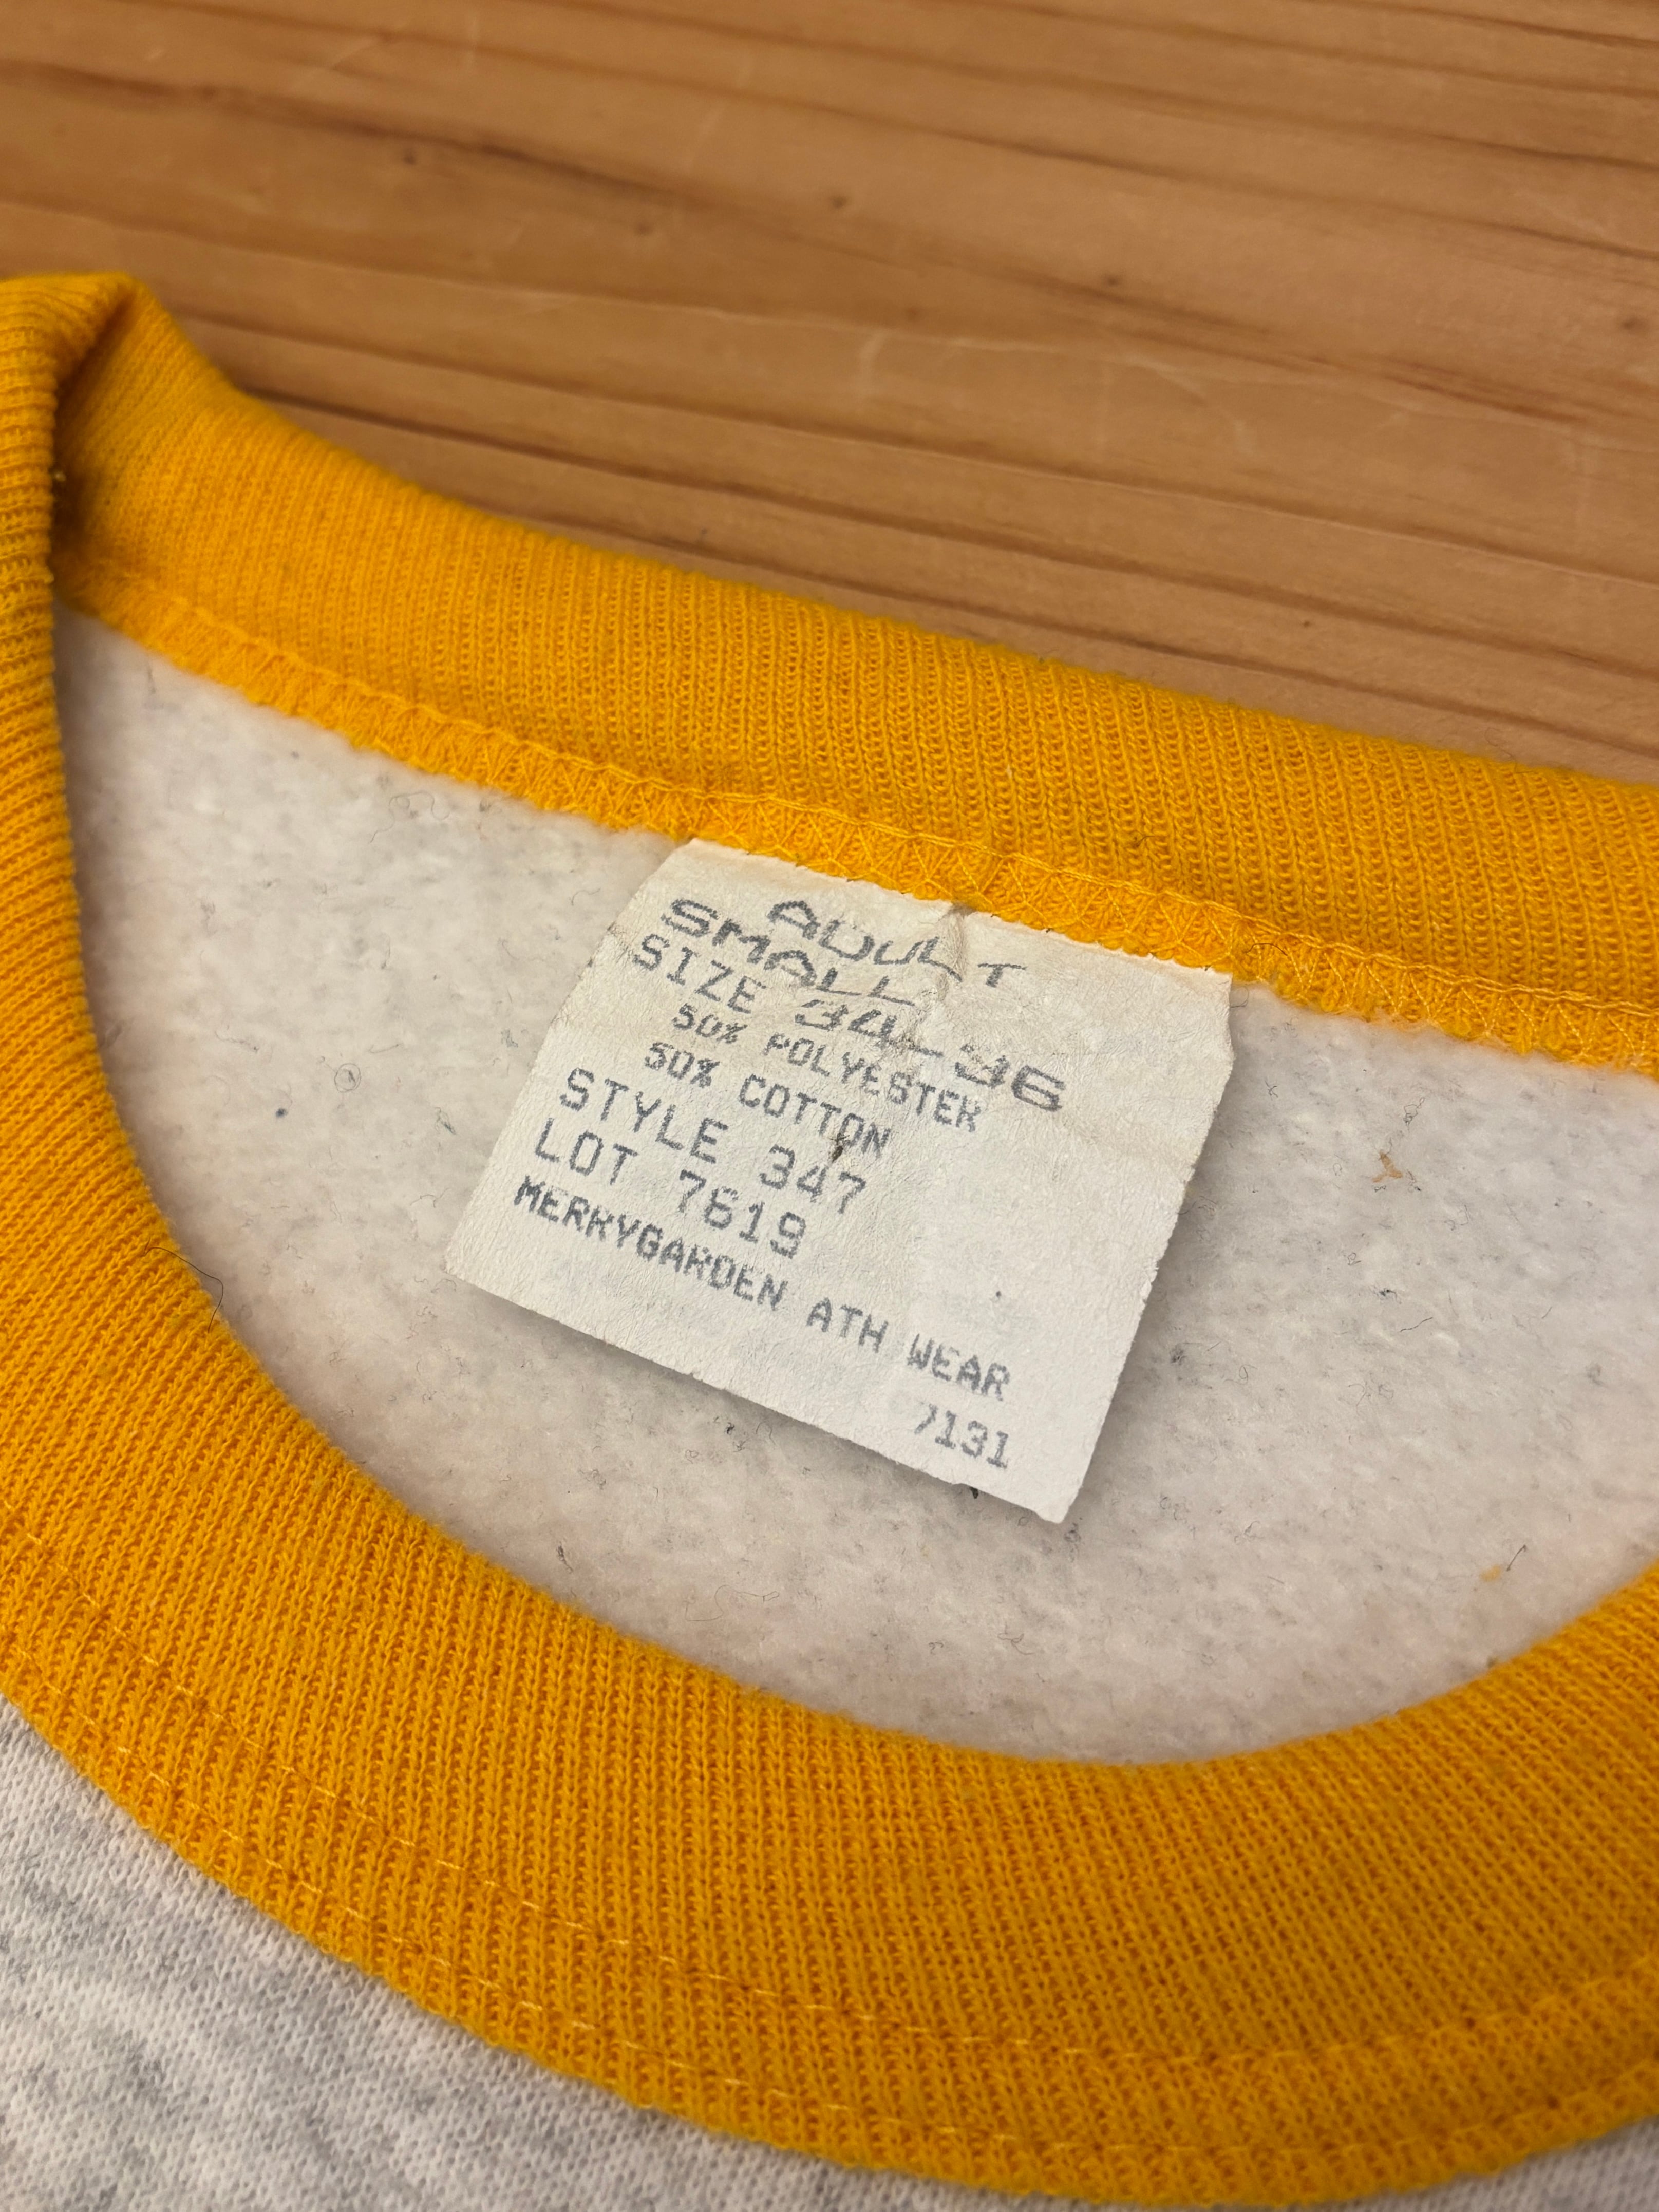 ADULT
SMALL
SIZE 34-36
50% POLYESTER
50% COTTON
STYLE 347
LOT 7619
MERRYGARDEN ATH WEAR
7131